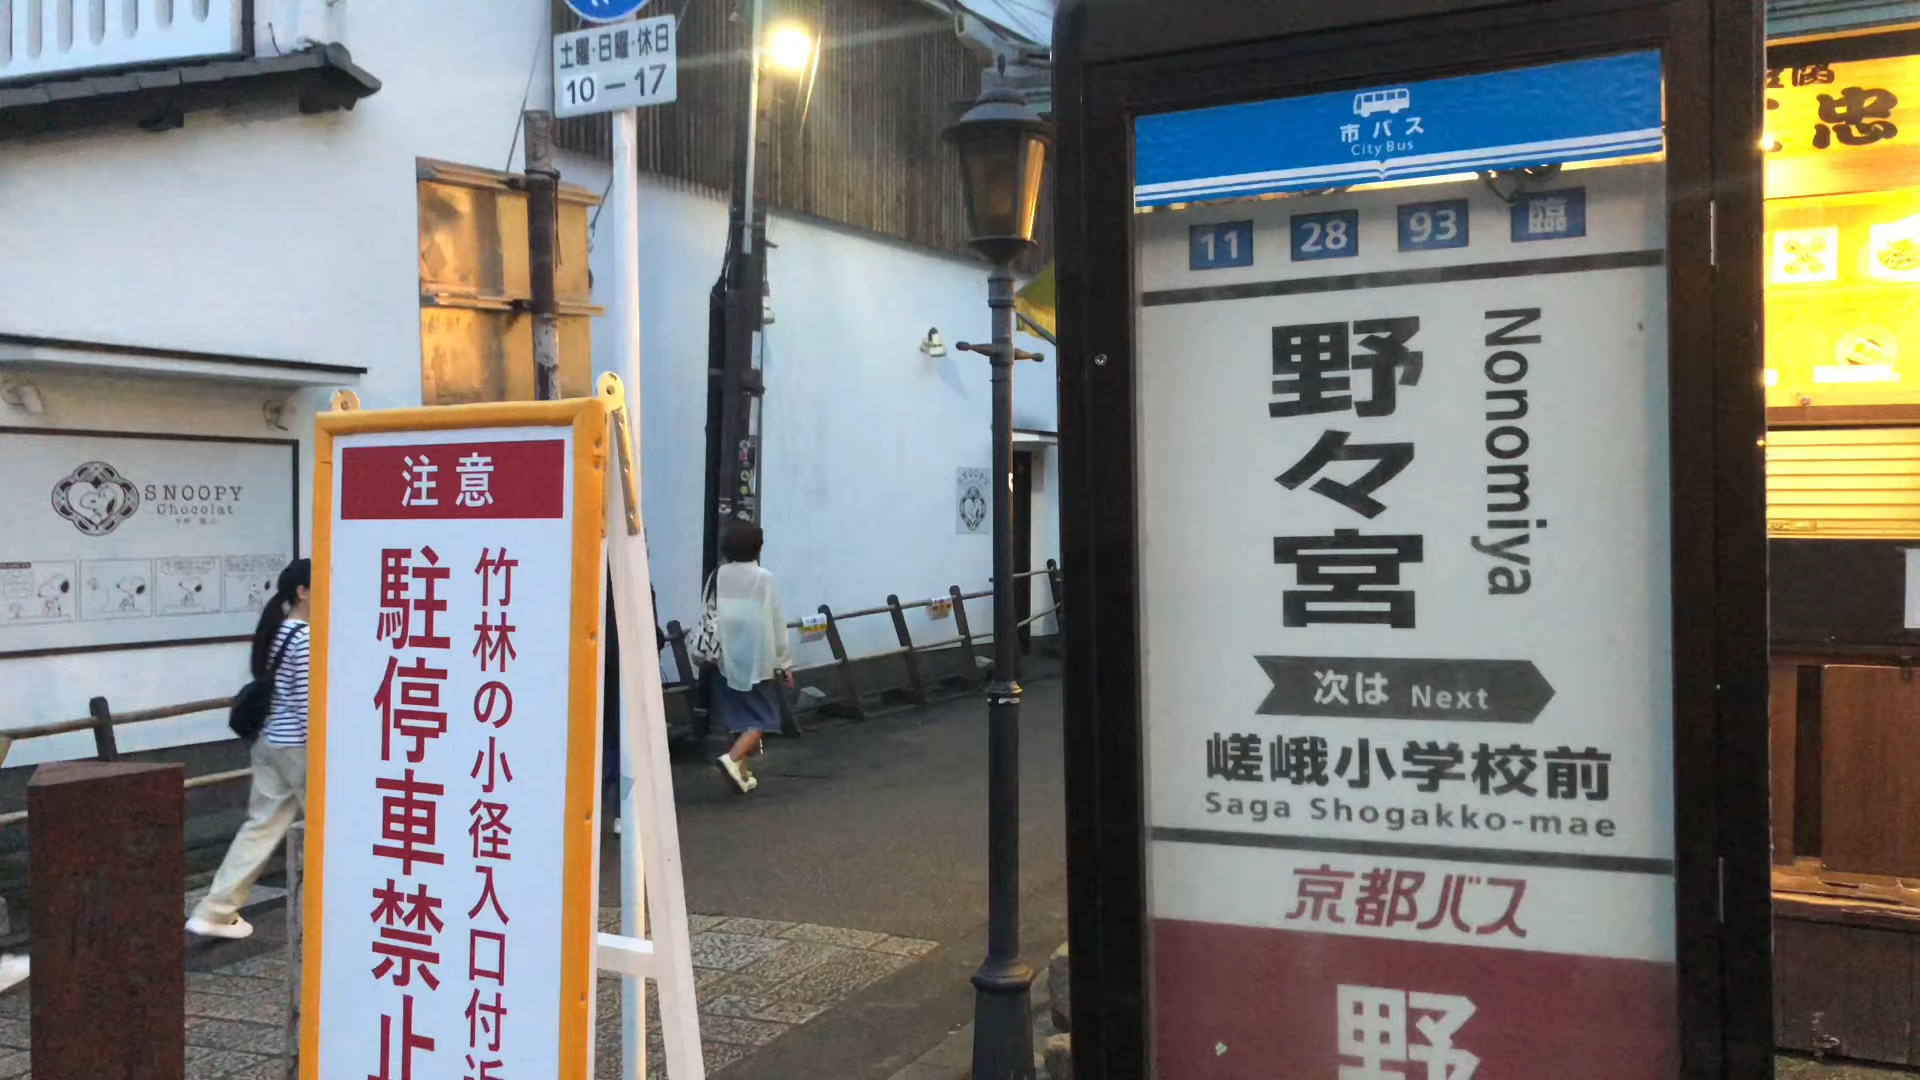 土曜・日曜・休日
10－17
SNOOPY
Chocolat
注意
竹林の小径入口付近
駐停車禁止
市バス
City Bus
11 28 93 臨
野々宮
Nonomiya
次は Next
嵯峨小学校前
Saga Shogakko-mae
京都バス
野
忠